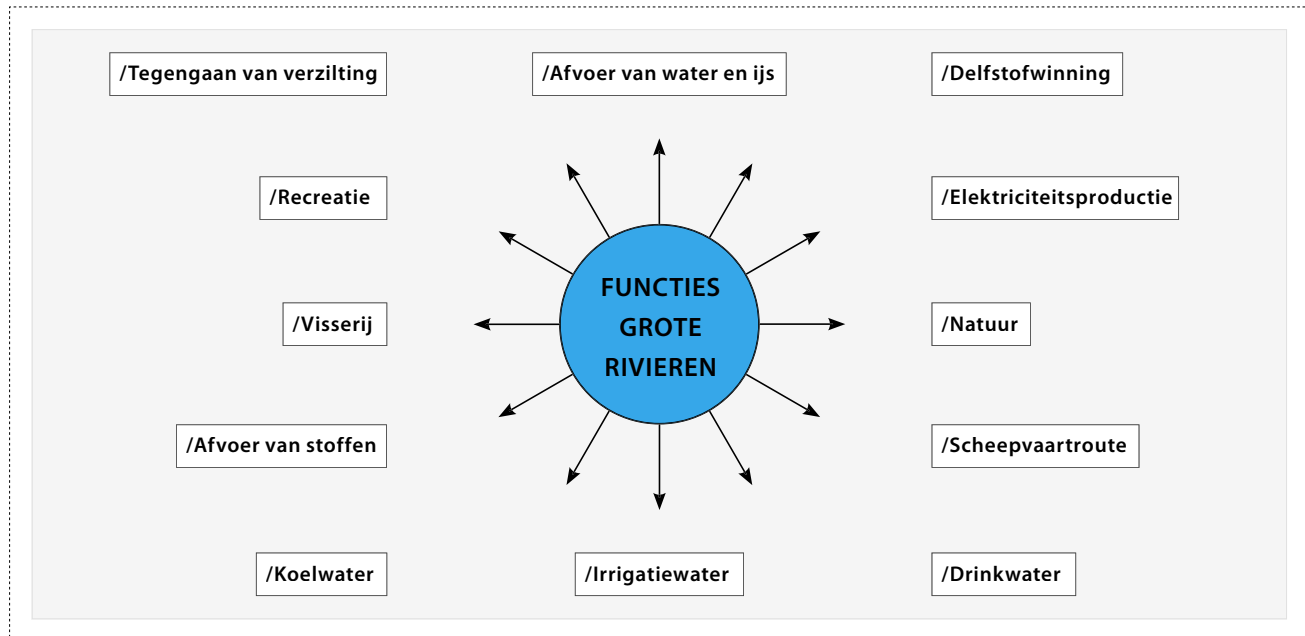 /Tegengaan van verzilting
/Afvoer van water en ijs
/Delfstofwinning
/Recreatie
/Elektriciteitsproductie
FUNCTIES
GROTE
RIVIEREN
/Visserij
/Natuur
/Afvoer van stoffen
/Scheepvaartroute
/Koelwater
/Irrigatiewater
/Drinkwater